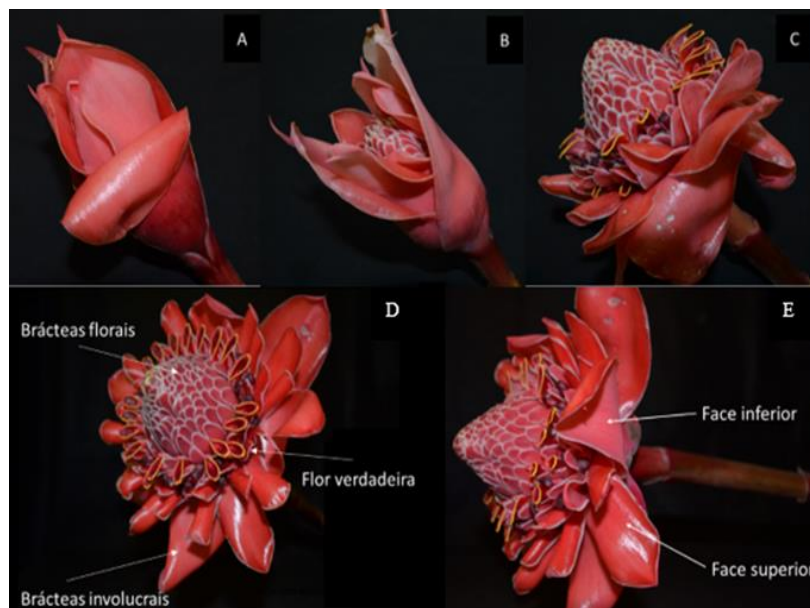 A
B
C
D
E
Brácteas florais
Flor verdadeira
Brácteas involucrais
Face inferior
Face superior